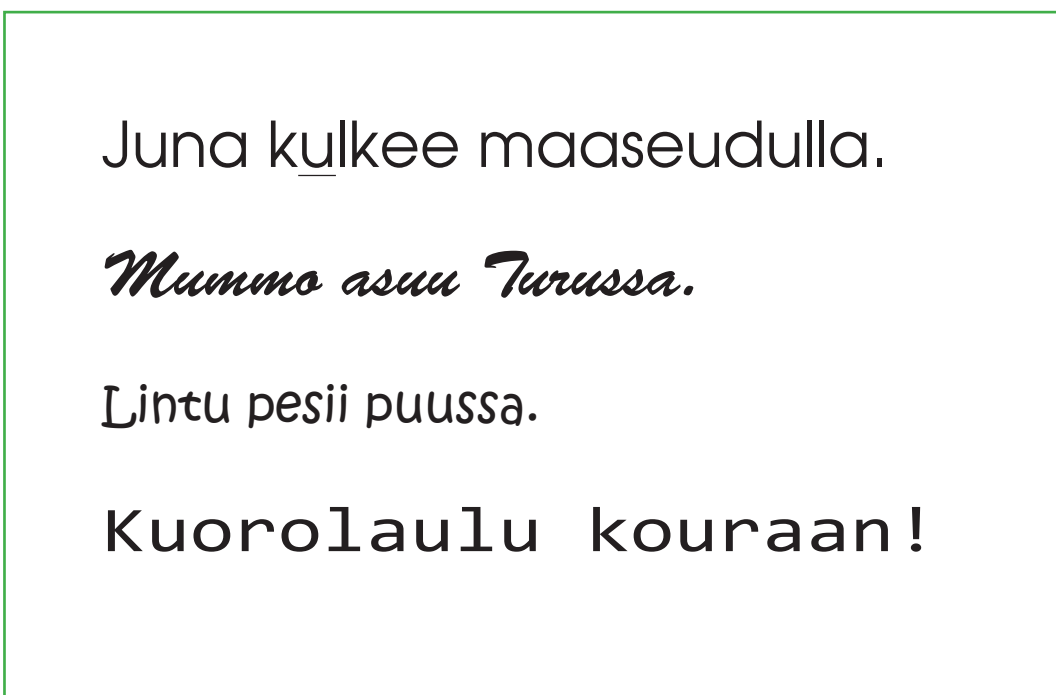 Juna kulkee maaseudulla.
Mummo asuu Turussa.
Lintu pesii puussa.
Kuorolaulu kouraan!